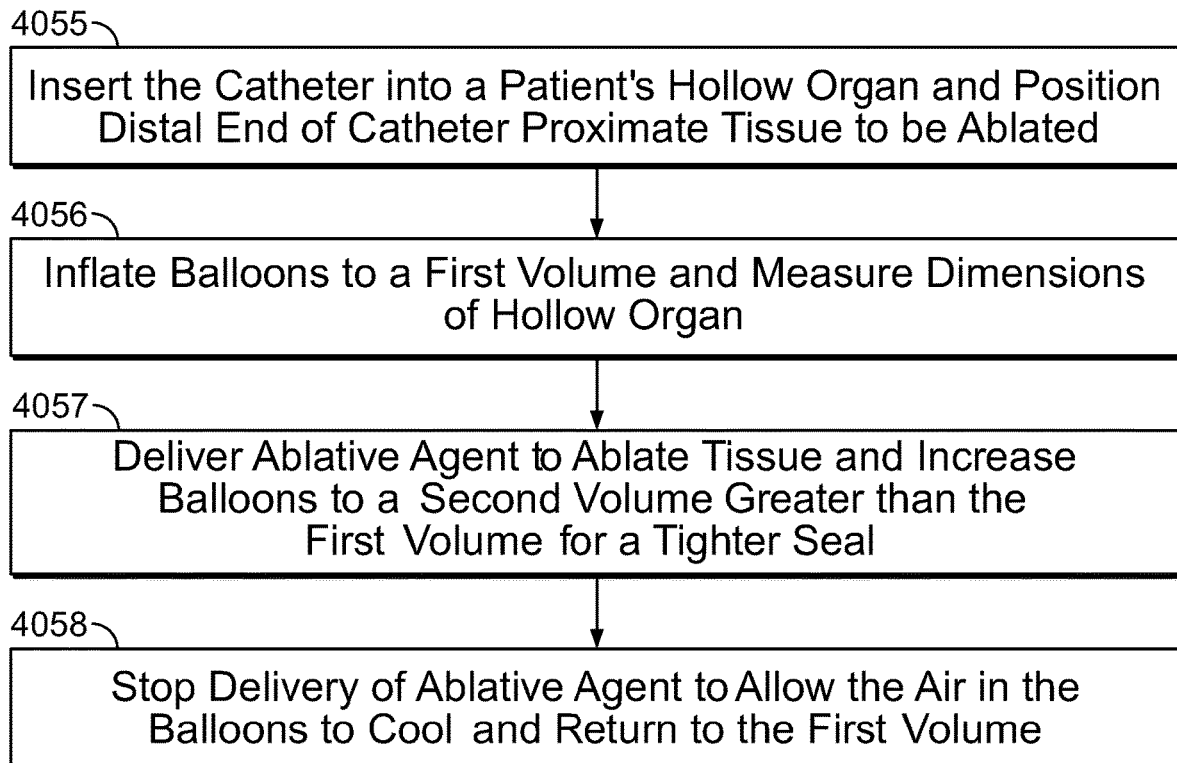 4055
Insert the Catheter into a Patient's Hollow Organ and Position
Distal End of Catheter Proximate Tissue to be Ablated
4056
Inflate Balloons to a First Volume and Measure Dimensions
of Hollow Organ
4057
Deliver Ablative Agent to Ablate Tissue and Increase
Balloons to a Second Volume Greater than the
First Volume for a Tighter Seal
4058
Stop Delivery of Ablative Agent to Allow the Air in the
Balloons to Cool and Return to the First Volume